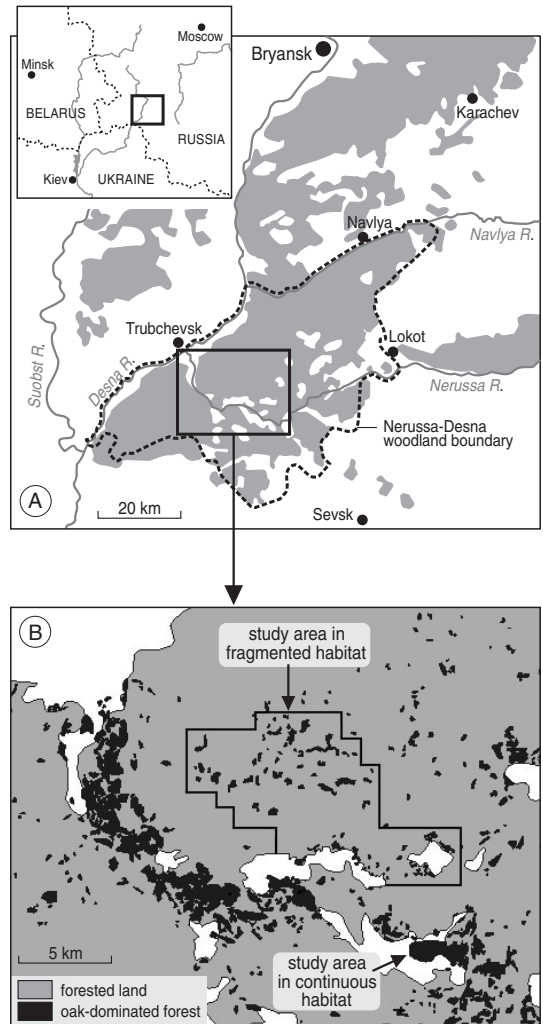 Moscow
Minsk
BELARUS
RUSSIA
Kiev
UKRAINE
Bryansk
Karachev
Navlya
Navlya R.
Trubchevsk
Lokot
Suobst R.
Desna R.
Nerussa R.
Nerussa-Desna
woodland boundary
A
20 km
Sevsk
B
study area in
fragmented habitat
5 km
study area
in continuous
habitat
forested land
oak-dominated forest